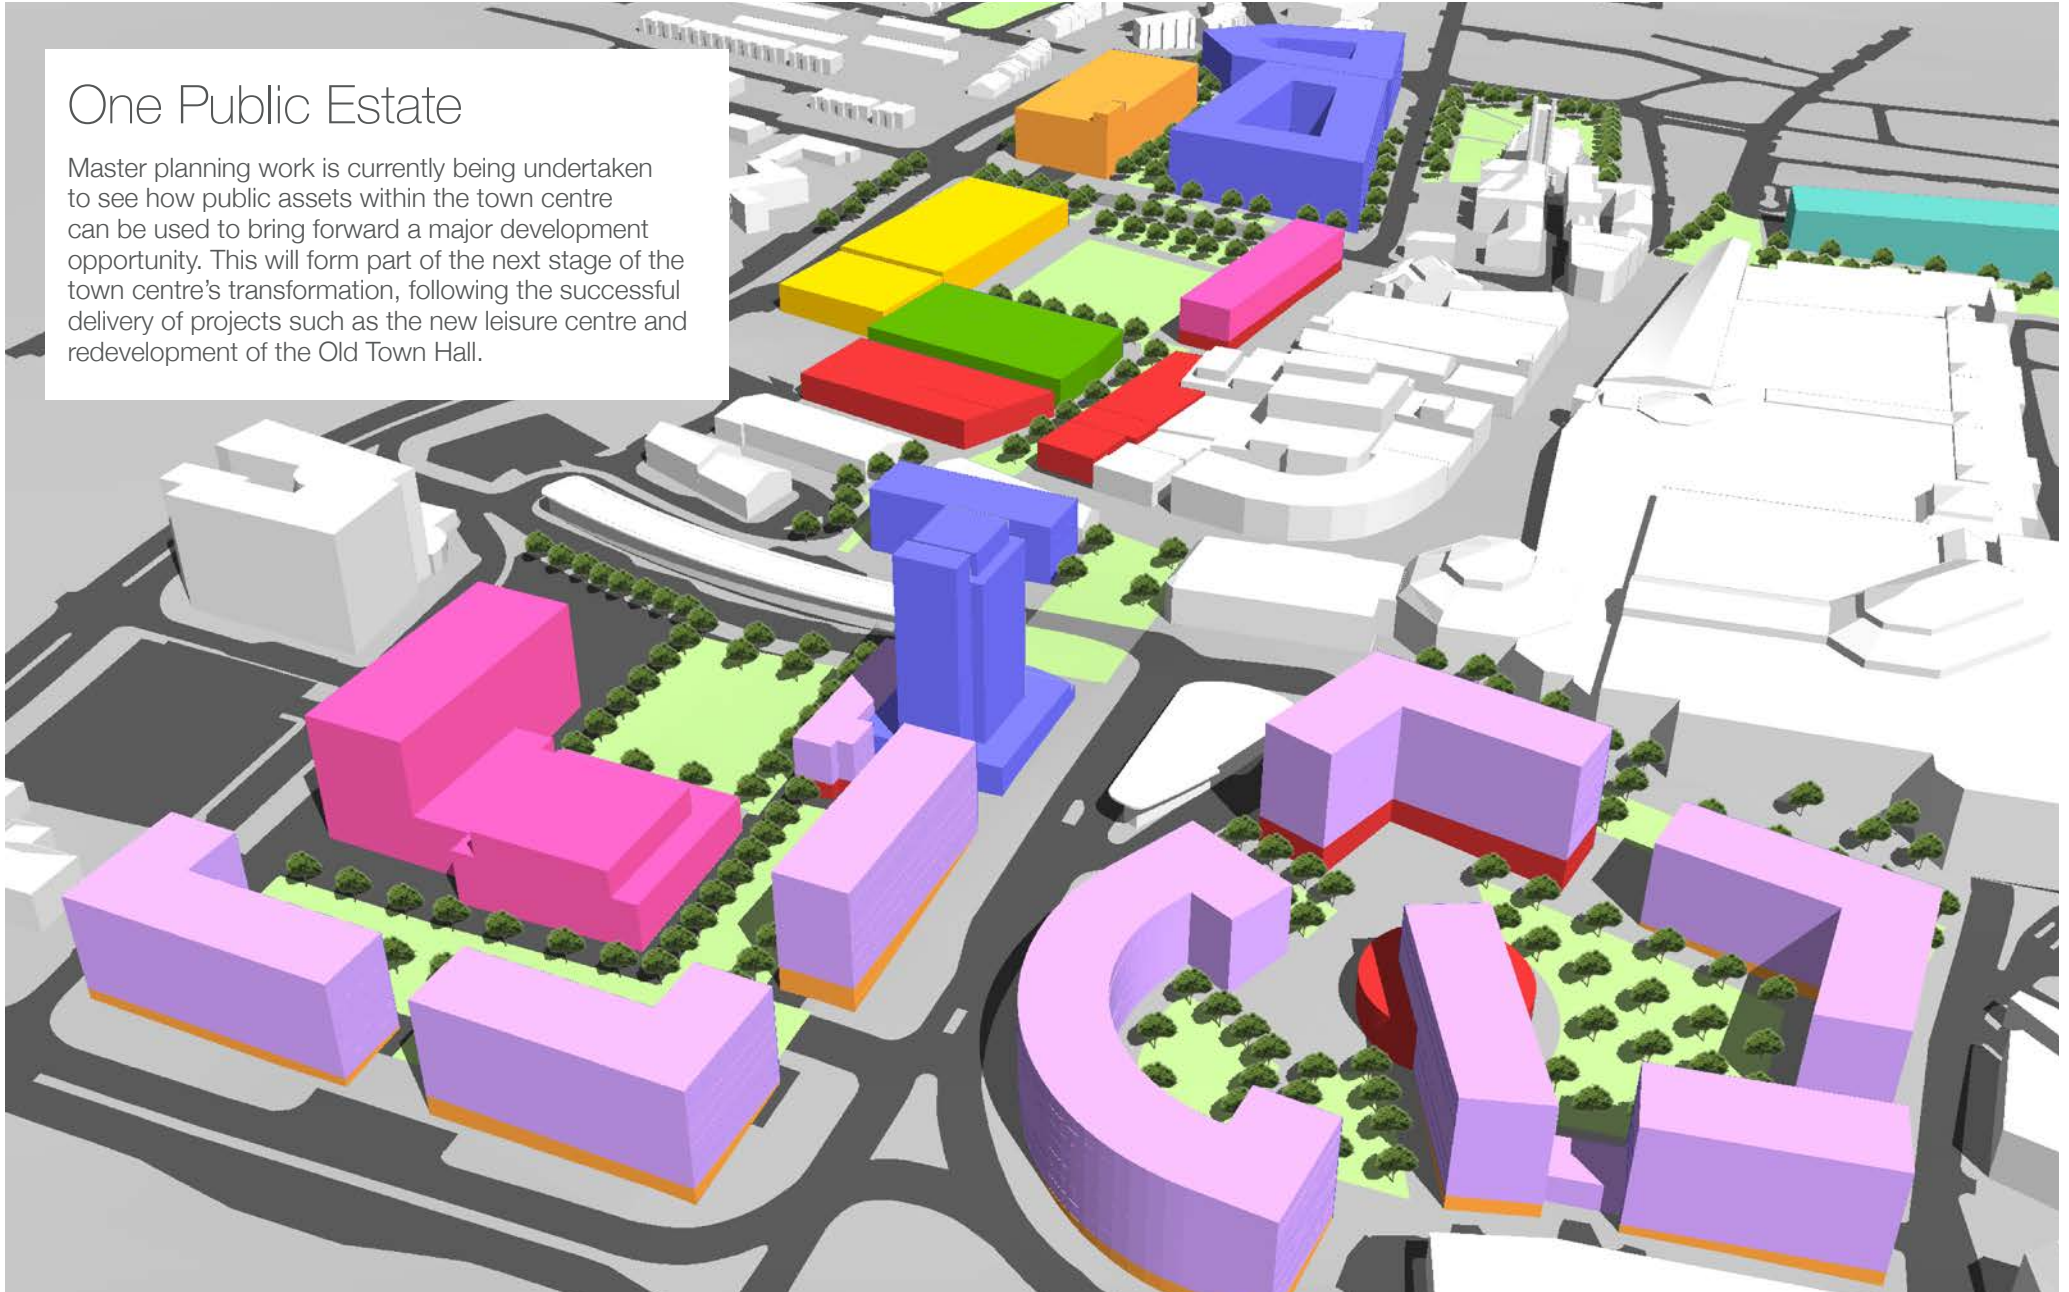 One Public Estate
Master planning work is currently being undertaken
to see how public assets within the town centre
can be used to bring forward a major development
opportunity. This will form part of the next stage of the
town centre’s transformation, following the successful
delivery of projects such as the new leisure centre and
redevelopment of the Old Town Hall.